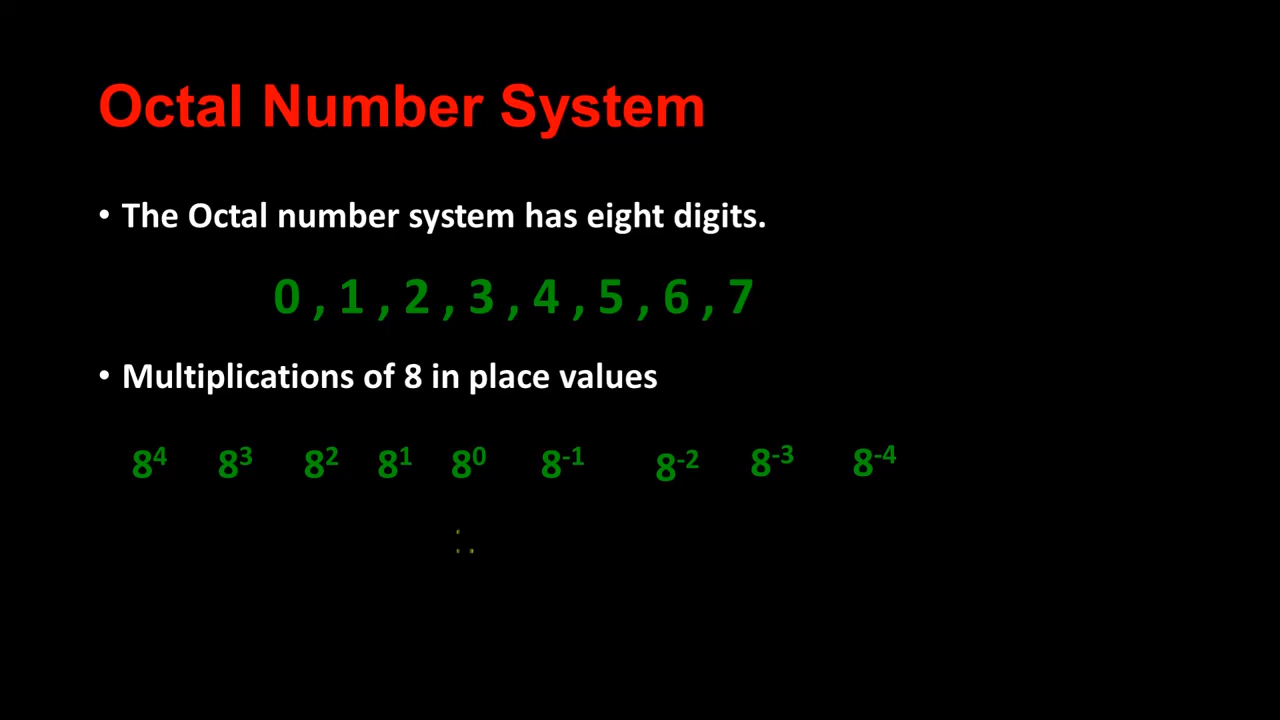 Octal Number System
• The Octal number system has eight digits.
0 , 1 , 2 , 3 , 4 , 5 , 6 , 7
• Multiplications of 8 in place values
8⁴ 8³ 8² 8¹ 8⁰ 8⁻¹ 8⁻² 8⁻³ 8⁻⁴